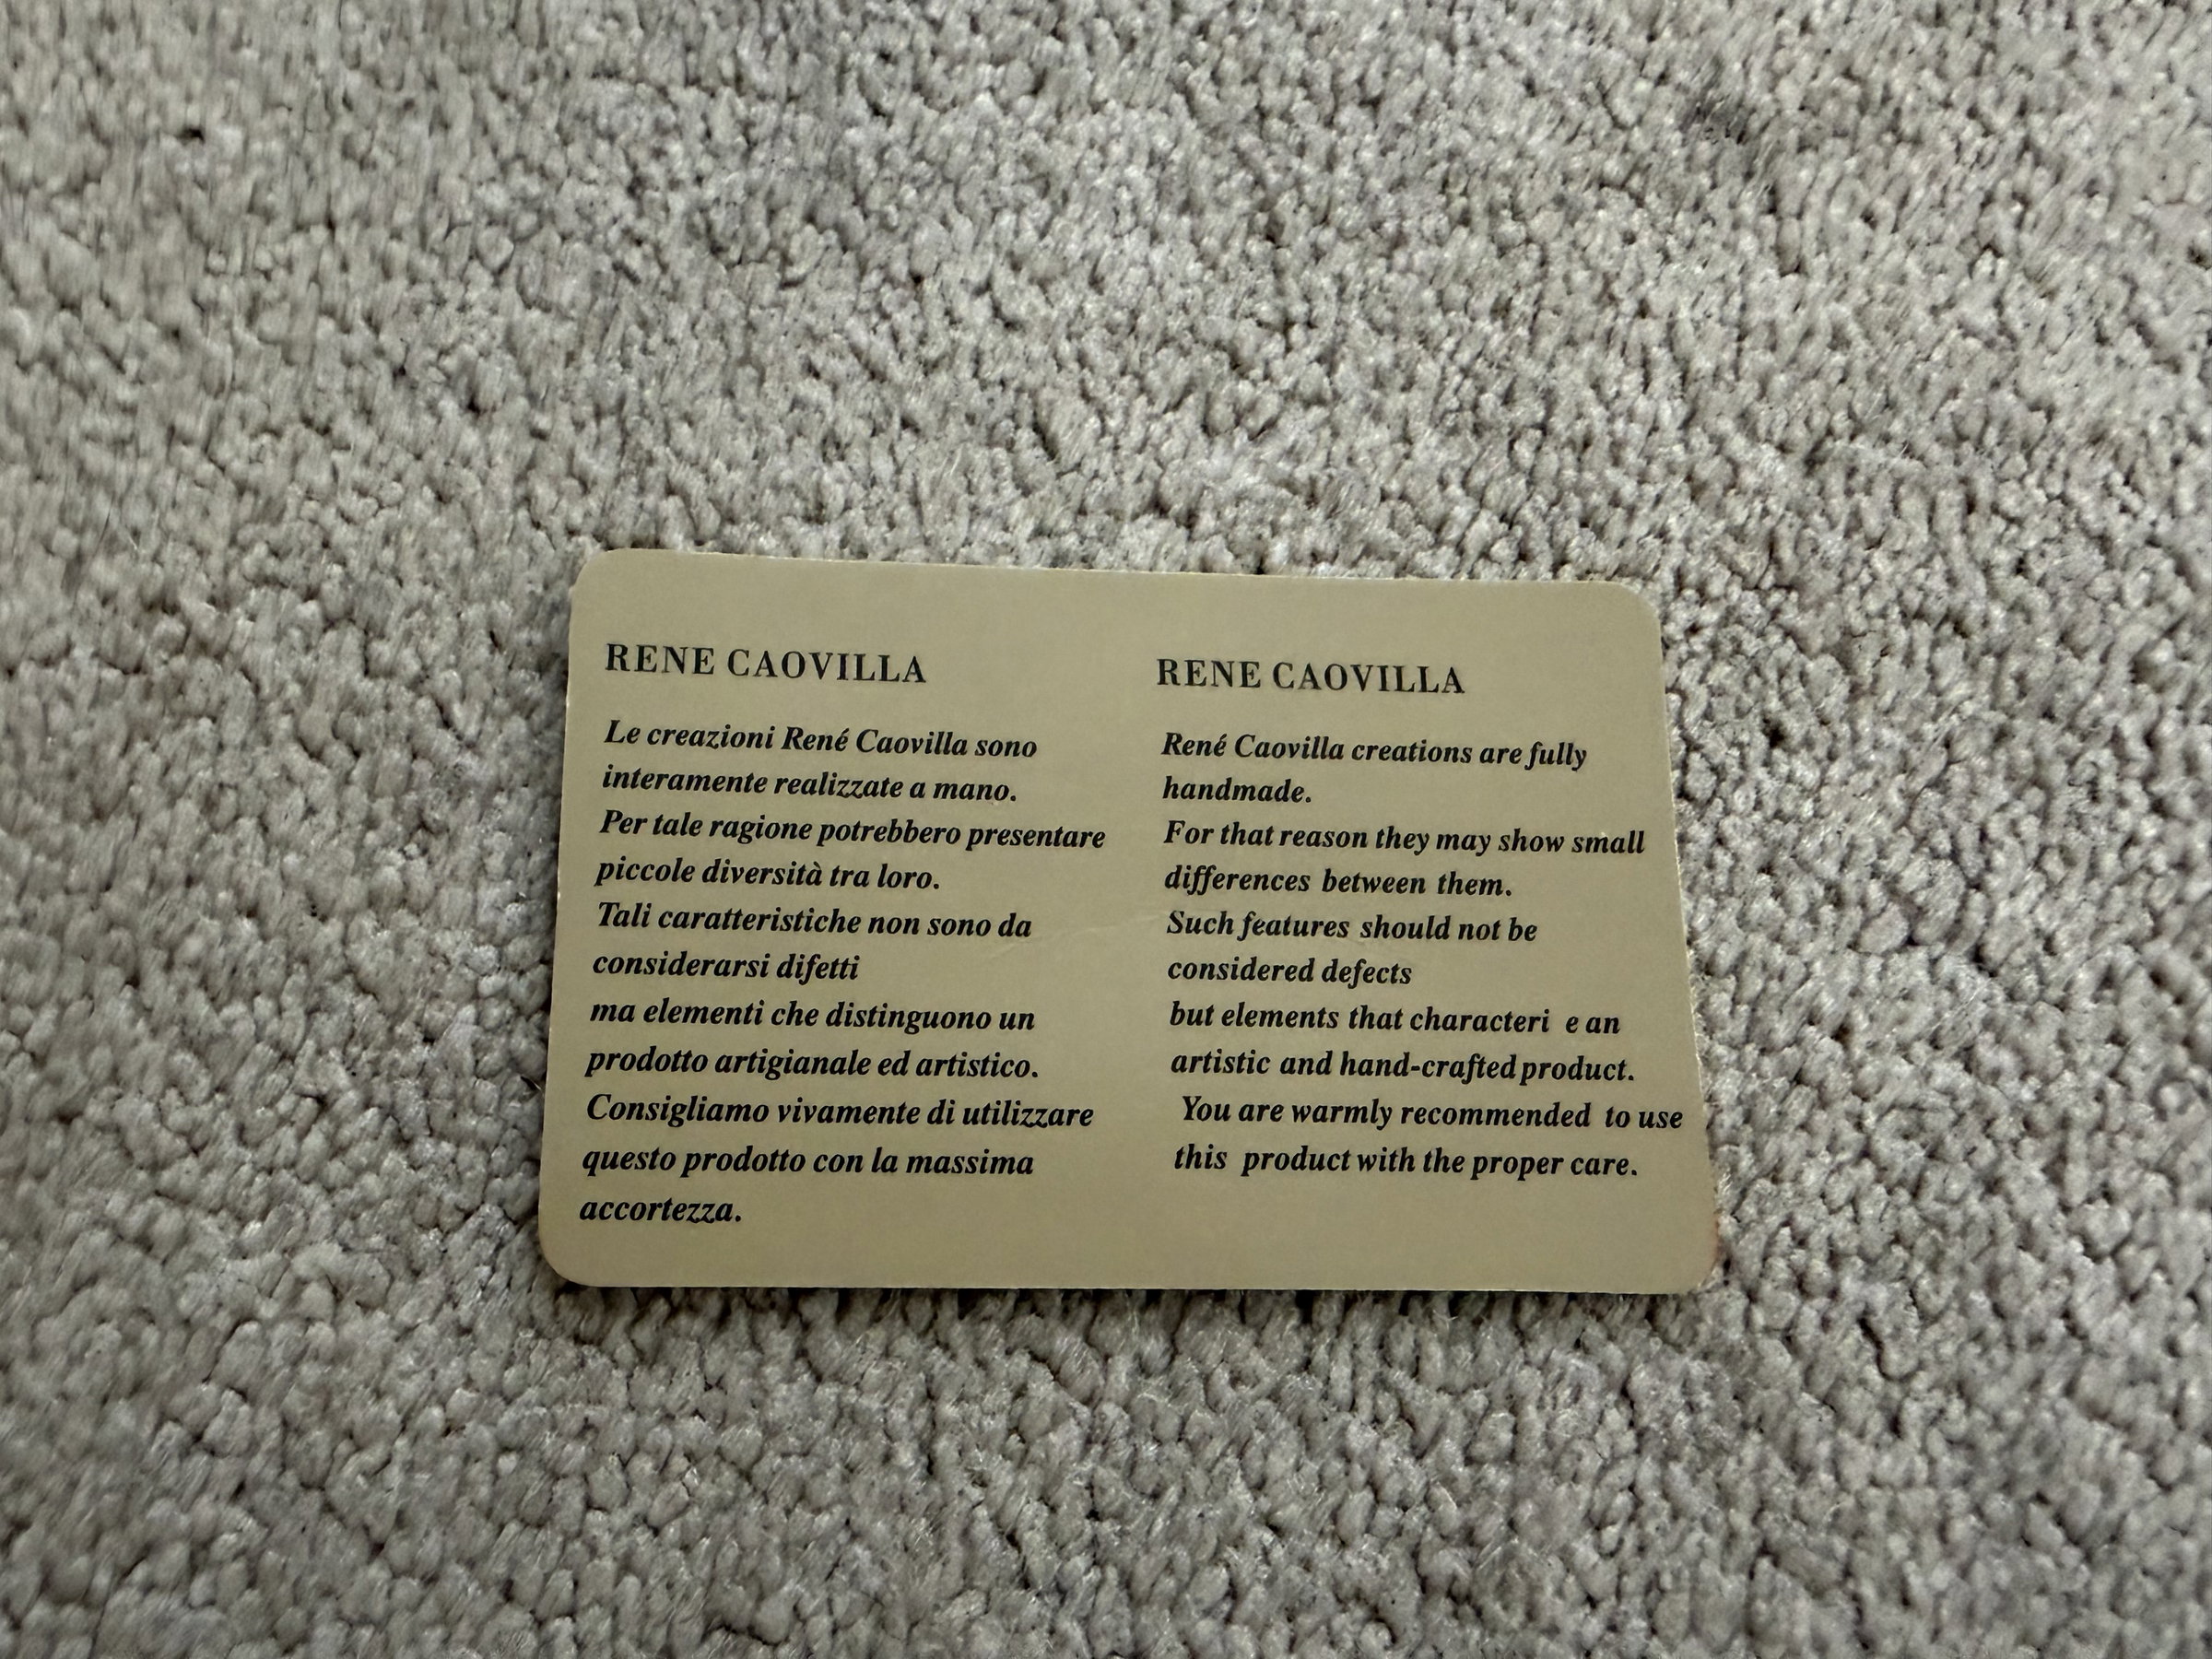 RENE CAOVILLA
Le creazioni René Caovilla sono
interamente realizzate a mano.
Per tale ragione potrebbero presentare
piccole diversità tra loro.
Tali caratteristiche non sono da
considerarsi difetti
ma elementi che distinguono un
prodotto artigianale ed artistico.
Consigliamo vivamente di utilizzare
questo prodotto con la massima
accortezza.
RENE CAOVILLA
René Caovilla creations are fully
handmade.
For that reason they may show small
differences between them.
Such features should not be
considered defects
but elements that characteri e an
artistic and hand-crafted product.
You are warmly recommended to use
this product with the proper care.